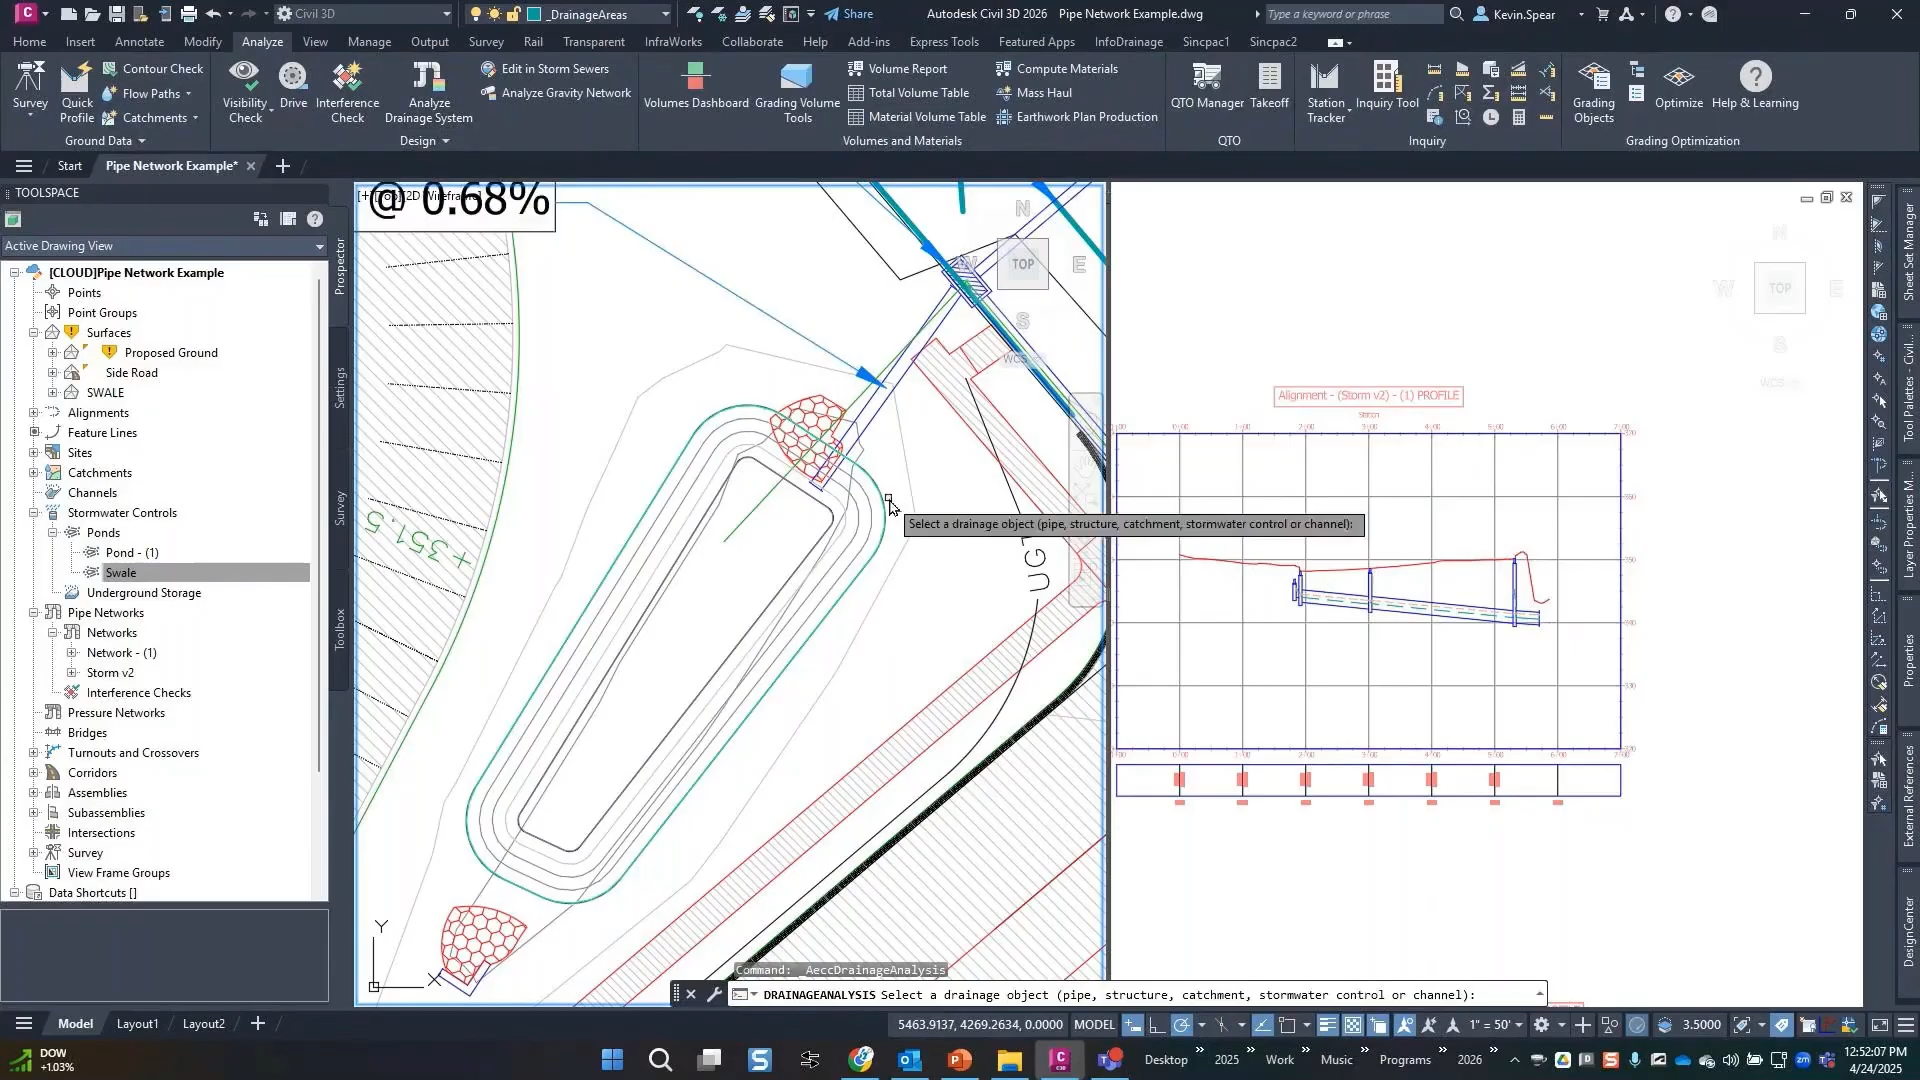 Civil 3D
_DrainageAreas
Share
Autodesk Civil 3D 2026 Pipe Network Example.dwg
Type a keyword or phrase
Kevin.Spear
Home Insert Annotate Modify Analyze View Manage Output Survey Rail Transparent InfraWorks Collaborate Help Add-ins Express Tools Featured Apps InfoDrainage Sincpac1 Sincpac2
Survey
Quick Profile
Contour Check
Flow Paths
Catchments
Ground Data
Visibility Check
Drive
Interference Check
Analyze Drainage System
Edit in Storm Sewers
Analyze Gravity Network
Design
Volumes Dashboard
Grading Volume Tools
Volume Report
Total Volume Table
Material Volume Table
Compute Materials
Mass Haul
Earthwork Plan Production
Volumes and Materials
QTO Manager
Takeoff
QTO
Station Tracker
Inquiry Tool
Inquiry
Grading Objects
Optimize
Help & Learning
Grading Optimization
Start
Pipe Network Example*
TOOLSPACE
Active Drawing View
[CLOUD]Pipe Network Example
Points
Point Groups
Surfaces
Proposed Ground
Side Road
SWALE
Alignments
Feature Lines
Sites
Catchments
Channels
Stormwater Controls
Ponds
Pond - (1)
Swale
Underground Storage
Pipe Networks
Networks
Network - (1)
Storm v2
Interference Checks
Pressure Networks
Bridges
Turnouts and Crossovers
Corridors
Assemblies
Subassemblies
Intersections
Survey
View Frame Groups
Data Shortcuts []
Prospector
Settings
Survey
Toolbox
@ 0.68%
N
W TOP E
S
WCS
+351.5
UGT
Select a drainage object (pipe, structure, catchment, stormwater control or channel):
Y
X
N
W TOP E
S
WCS
Alignment - (Storm v2) - (1) PROFILE
Command: _AeccDrainageAnalysis
DRAINAGEANALYSIS Select a drainage object (pipe, structure, catchment, stormwater control or channel):
Sheet Set Manager
Tool Palettes - Civil...
Layer Properties M...
Properties
External References
DesignCenter
Model Layout1 Layout2
5463.9137, 4269.2634, 0.0000 MODEL
1" = 50'
3.5000
DOW
+1.03%
Desktop 2025 Work Music Programs 2026
12:52:07 PM
4/24/2025